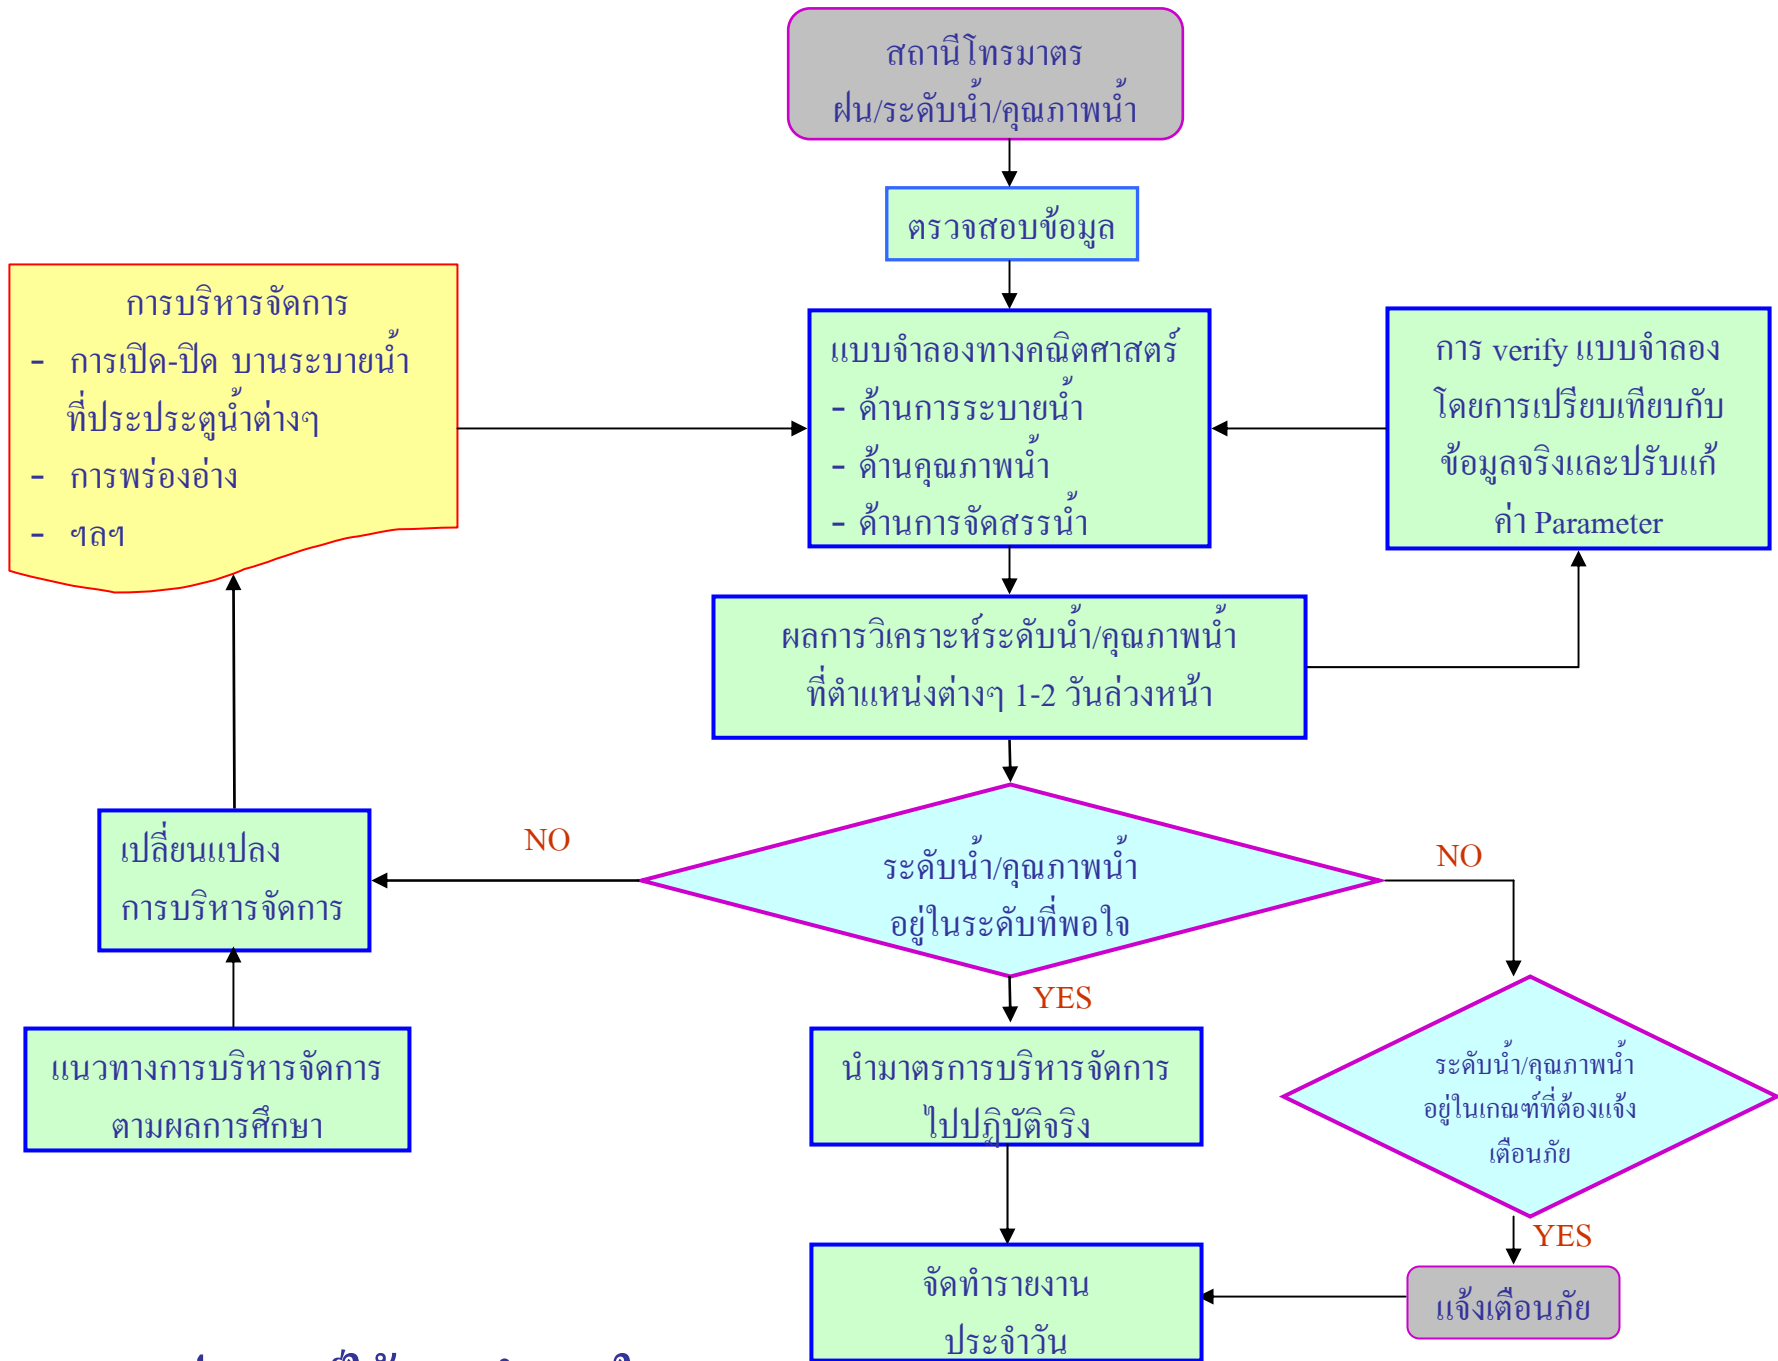 สถานีโทรมาตร
ฝน/ระดับน้ำ/คุณภาพน้ำ
ตรวจสอบข้อมูล
การบริหารจัดการ
- การเปิด-ปิด บานระบายน้ำ
ที่ประประตูน้ำต่างๆ
- การพร่องอ่าง
- ฯลฯ
แบบจำลองทางคณิตศาสตร์
- ด้านการระบายน้ำ
- ด้านคุณภาพน้ำ
- ด้านการจัดสรรน้ำ
การ verify แบบจำลอง
โดยการเปรียบเทียบกับ
ข้อมูลจริงและปรับแก้
ค่า Parameter
ผลการวิเคราะห์ระดับน้ำ/คุณภาพน้ำ
ที่ตำแหน่งต่างๆ 1-2 วันล่วงหน้า
NO
ระดับน้ำ/คุณภาพน้ำ
อยู่ในระดับที่พอใจ
NO
YES
เปลี่ยนแปลง
การบริหารจัดการ
แนวทางการบริหารจัดการ
ตามผลการศึกษา
นำมาตรการบริหารจัดการ
ไปปฏิบัติจริง
ระดับน้ำ/คุณภาพน้ำ
อยู่ในเกณฑ์ที่ต้องแจ้ง
เตือนภัย
YES
แจ้งเตือนภัย
จัดทำรายงาน
ประจำวัน